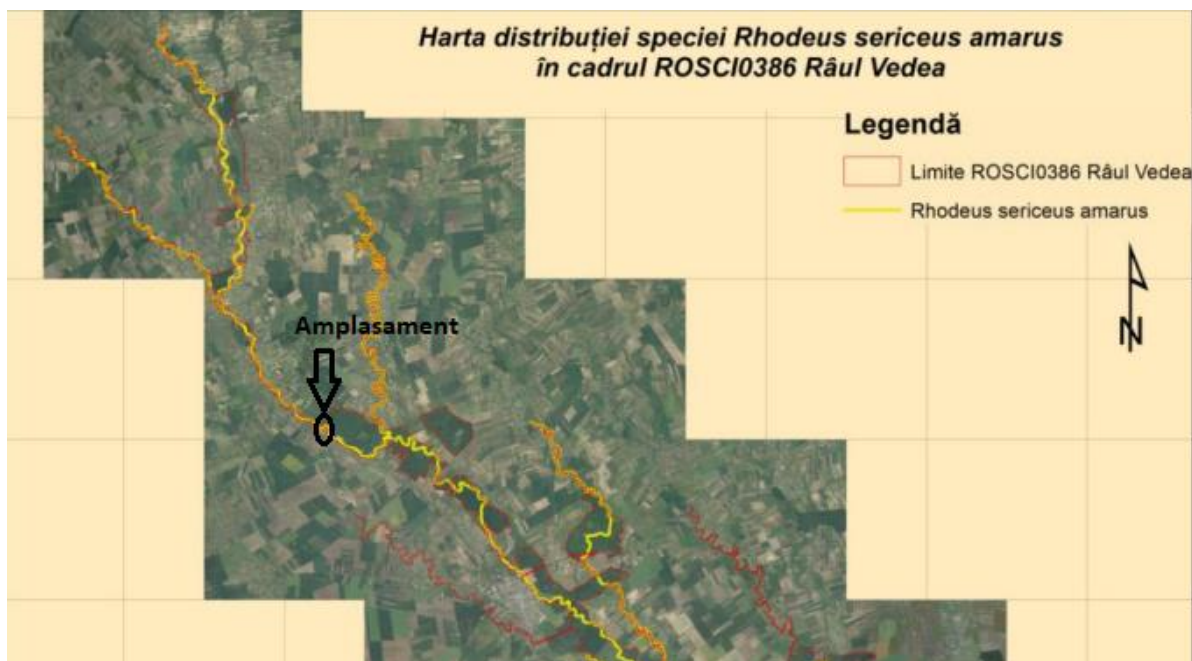 Harta distribuției speciei Rhodeus sericeus amarus
în cadrul ROSCI0386 Râul Vedea
Legendă
Limite ROSCI0386 Râul Vedea
Rhodeus sericeus amarus
N
Amplasament